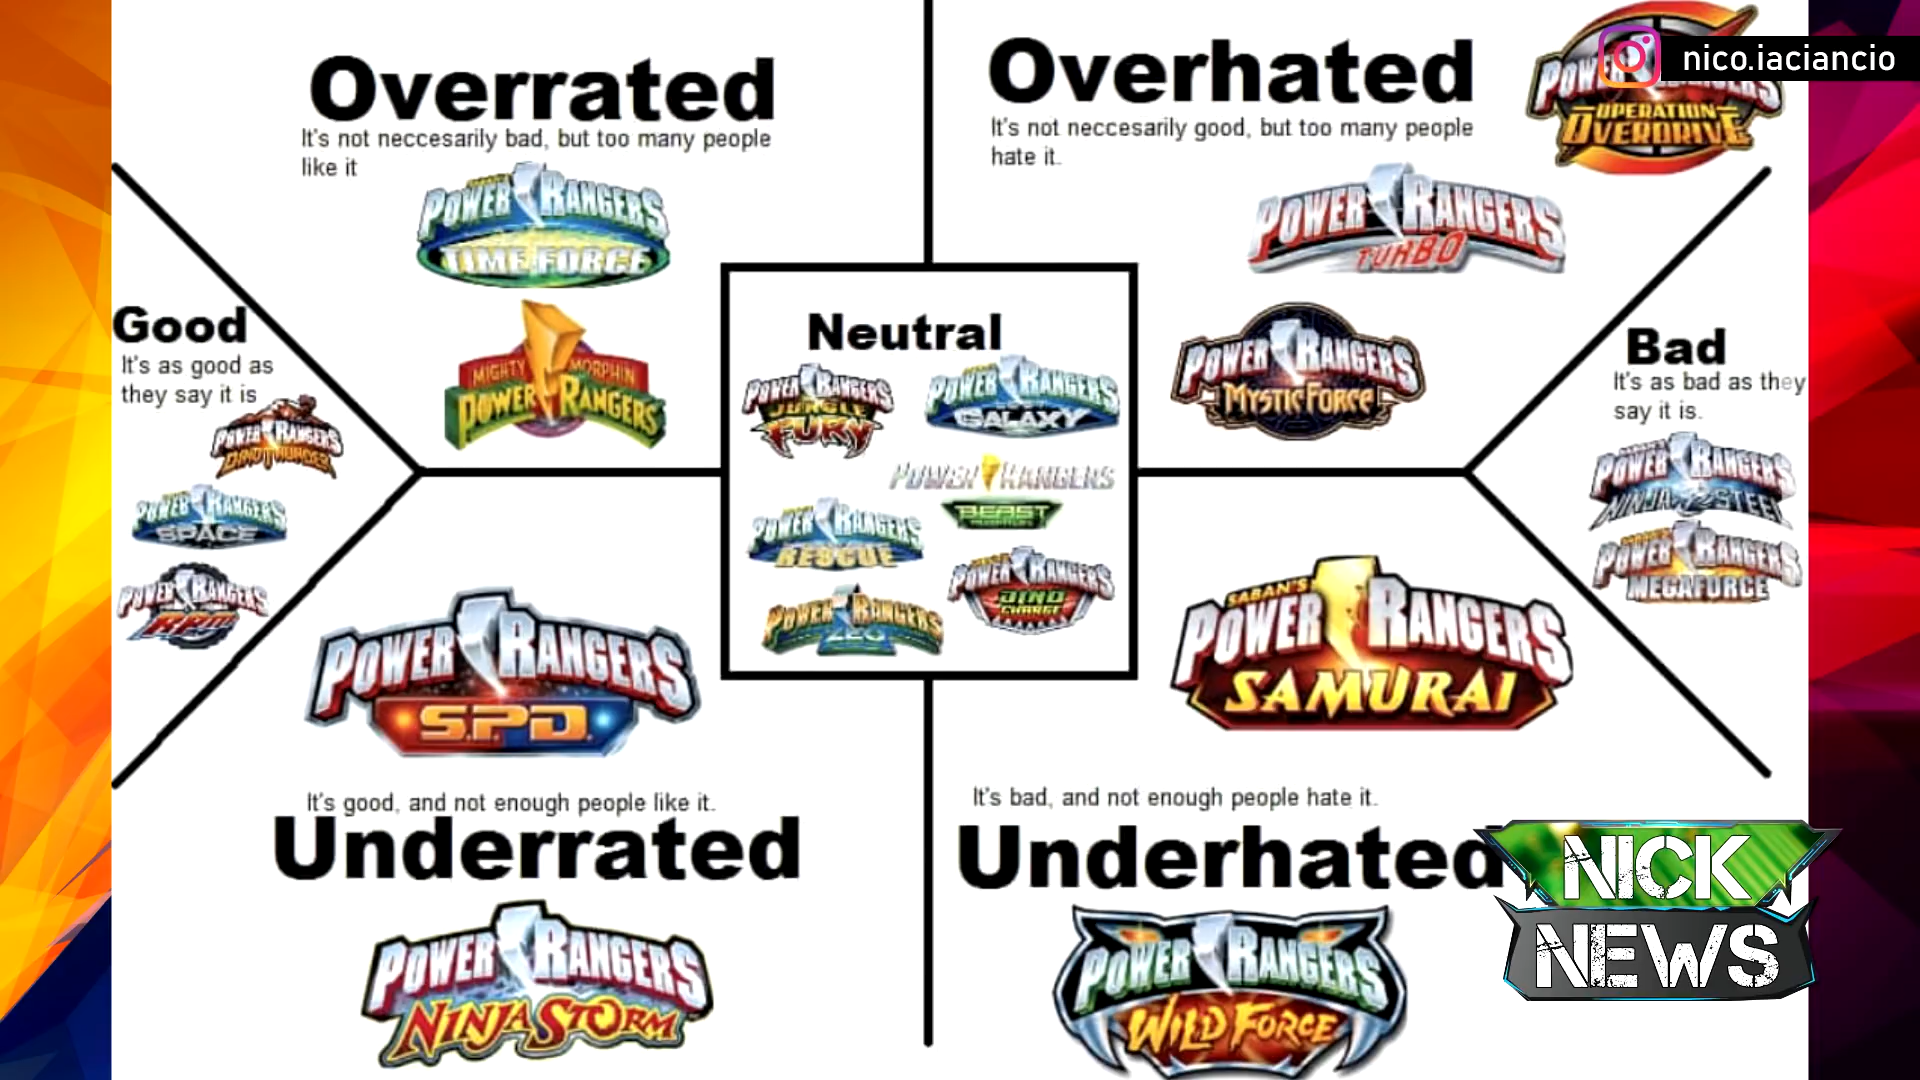 Overrated
It's not neccesarily bad, but too many people
like it
POWER RANGERS
TIME FORCE
MIGHTY MORPHIN
POWER RANGERS
Overhated
It's not neccesarily good, but too many people
hate it.
POWER RANGERS
OPERATION
OVERDRIVE
nico.iaciancio
POWER RANGERS
TURBO
POWER RANGERS
MYSTIC FORCE
Good
It's as good as
they say it is
POWER RANGERS
DINO THUNDER
POWER RANGERS
SPACE
POWER RANGERS
RPM
Neutral
POWER RANGERS
JUNGLE
FURY
POWER RANGERS
GALAXY
POWER RANGERS
BEAST
POWER RANGERS
RESCUE
POWER RANGERS
DINO
CHARGE
POWER RANGERS
ZEO
Bad
It's as bad as they
say it is.
POWER RANGERS
NINJA STEEL
POWER RANGERS
MEGAFORCE
POWER RANGERS
S.P.D.
It's good, and not enough people like it.
Underrated
POWER RANGERS
NINJA STORM
SABAN'S
POWER RANGERS
SAMURAI
It's bad, and not enough people hate it.
Underhated
POWER RANGERS
WILD FORCE
NICK
NEWS